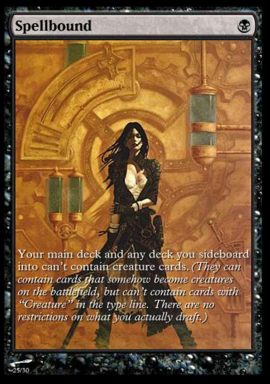 Spellbound
Your main deck and any deck you sideboard
into can't contain creature cards. (They can
contain cards that somehow become creatures
on the battlefield, but can't contain cards with
"Creature" in the type line. There are no
restrictions on what you actually draft.)
25/30